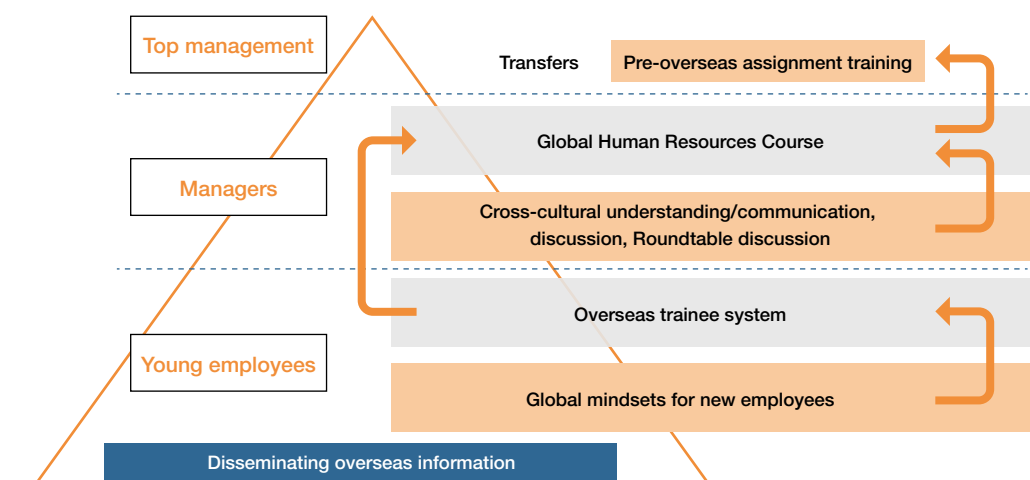 Top management
Transfers
Pre-overseas assignment training
Global Human Resources Course
Managers
Cross-cultural understanding/communication,
discussion, Roundtable discussion
Overseas trainee system
Young employees
Global mindsets for new employees
Disseminating overseas information